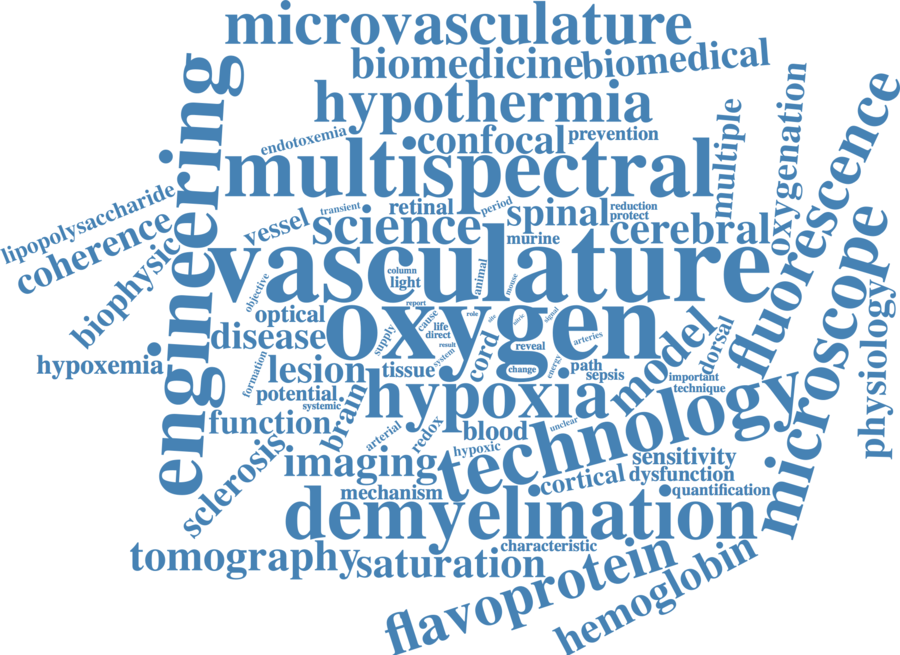 microvasculature
biomedicine
biomedical
hypothermia
engineering
endotoxemia
confocal
prevention
multiple
oxygenation
fluorescence
multispectral
lipopolysaccharide
coherence
vessel
transient
retinal
period
spinal
reduction
protect
science
murine
cerebral
biophysic
vasculature
objective
column
light
animal
mouse
report
microscope
optical
oxygen
supply
cause
life
direct
role
site
signal
arteries
physiology
disease
result
system
cord
reveal
model
dorsal
hypoxemia
lesion
formation
tissue
change
energy
path
sepsis
important
technique
potential
systemic
brain
hypoxia
technology
function
arterial
redox
blood
unclear
sclerosis
imaging
hypoxic
sensitivity
mechanism
cortical
dysfunction
quantification
demyelination
tomography
saturation
characteristic
flavoprotein
hemoglobin